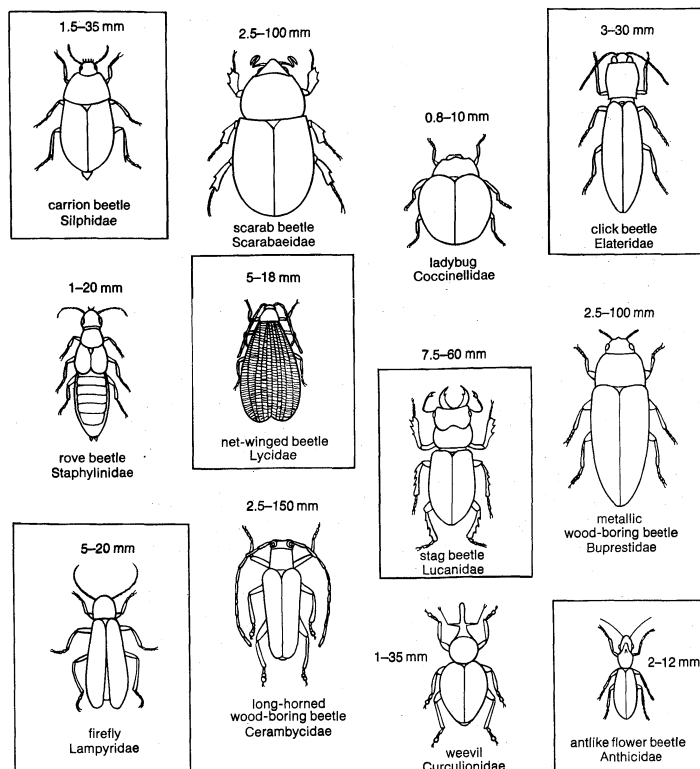 1.5–35 mm
carrion beetle
Silphidae
2.5–100 mm
scarab beetle
Scarabaeidae
0.8–10 mm
ladybug
Coccinellidae
3–30 mm
click beetle
Elateridae
1–20 mm
rove beetle
Staphylinidae
5–18 mm
net-winged beetle
Lycidae
7.5–60 mm
stag beetle
Lucanidae
2.5–100 mm
metallic
wood-boring beetle
Buprestidae
5–20 mm
firefly
Lampyridae
2.5–150 mm
long-horned
wood-boring beetle
Cerambycidae
1–35 mm
weevil
Curculionidae
2–12 mm
antlike flower beetle
Anthicidae